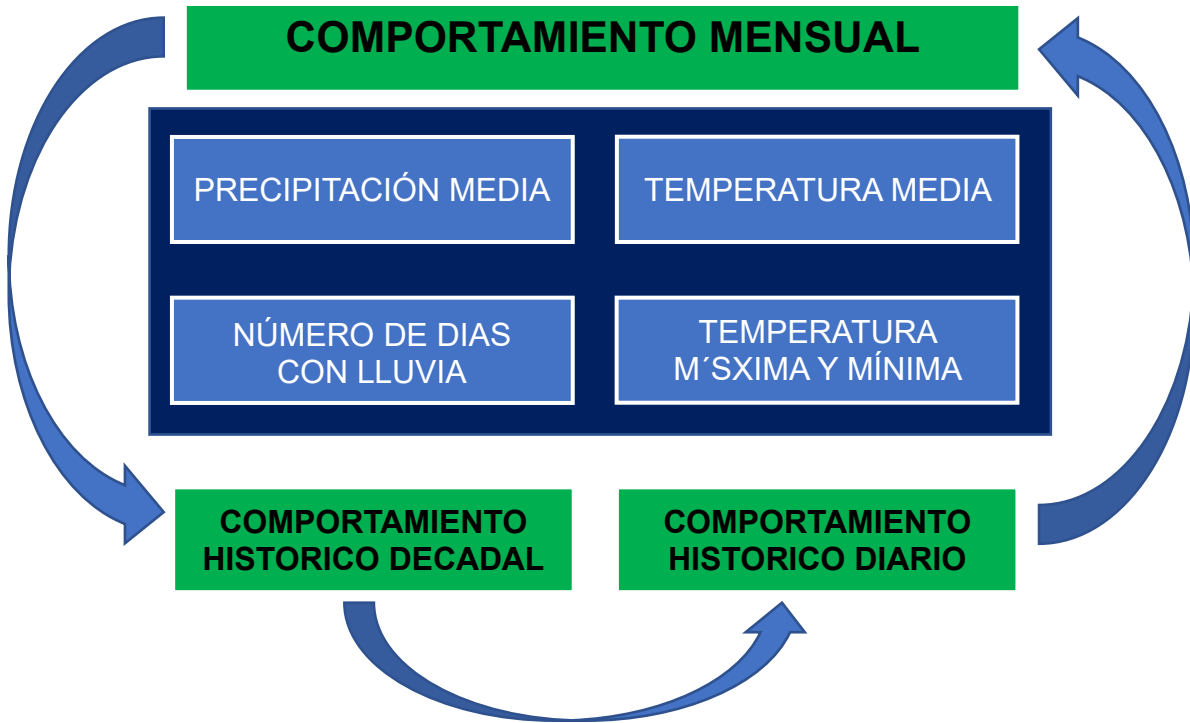 COMPORTAMIENTO MENSUAL
PRECIPITACIÓN MEDIA
TEMPERATURA MEDIA
NÚMERO DE DIAS
CON LLUVIA
TEMPERATURA
M´SXIMA Y MÍNIMA
COMPORTAMIENTO
HISTORICO DECADAL
COMPORTAMIENTO
HISTORICO DIARIO